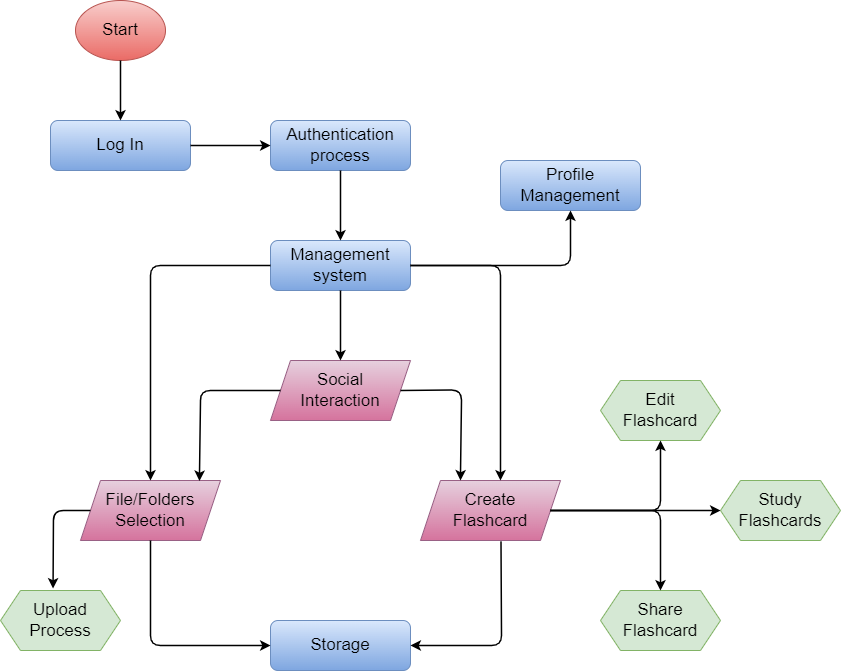 Start
Log In
Authentication
process
Profile
Management
Management
system
Social
Interaction
Edit
Flashcard
File/Folders
Selection
Create
Flashcard
Study
Flashcards
Upload
Process
Storage
Share
Flashcard